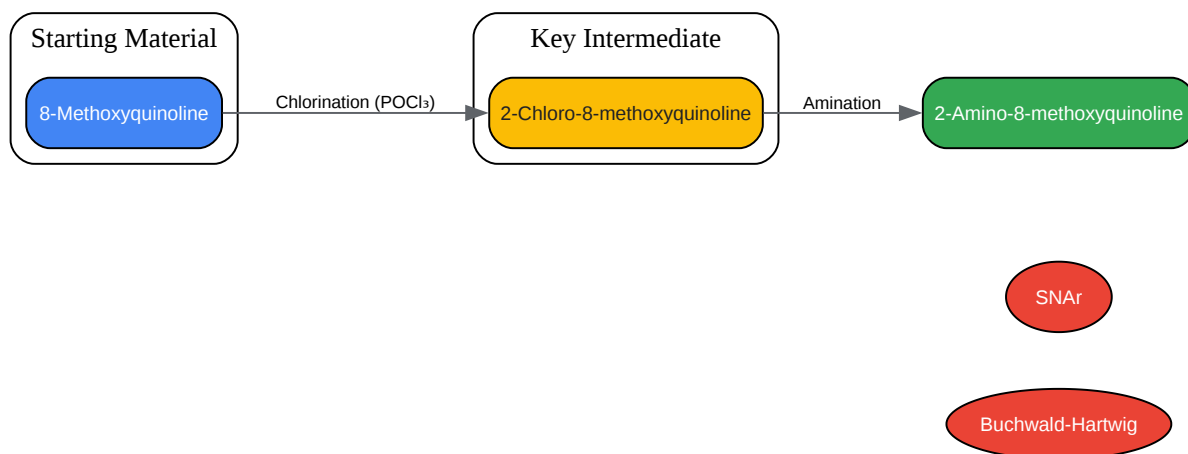 Starting Material
Key Intermediate
8-Methoxyquinoline
Chlorination (POCl₃)
2-Chloro-8-methoxyquinoline
Amination
2-Amino-8-methoxyquinoline
SNAr
Buchwald-Hartwig